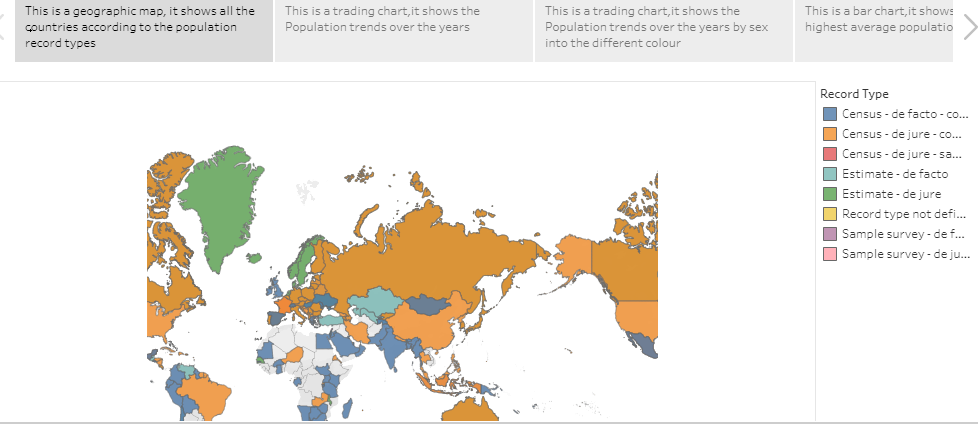 This is a geographic map, it shows all the
countries according to the population
record types
This is a trading chart,it shows the
Population trends over the years
This is a trading chart,it shows the
Population trends over the years by sex
into the different colour
This is a bar chart,it shows
highest average populatio
Record Type
Census - de facto - co...
Census - de jure - co...
Census - de jure - sa...
Estimate - de facto
Estimate - de jure
Record type not defi...
Sample survey - de f...
Sample survey - de ju...